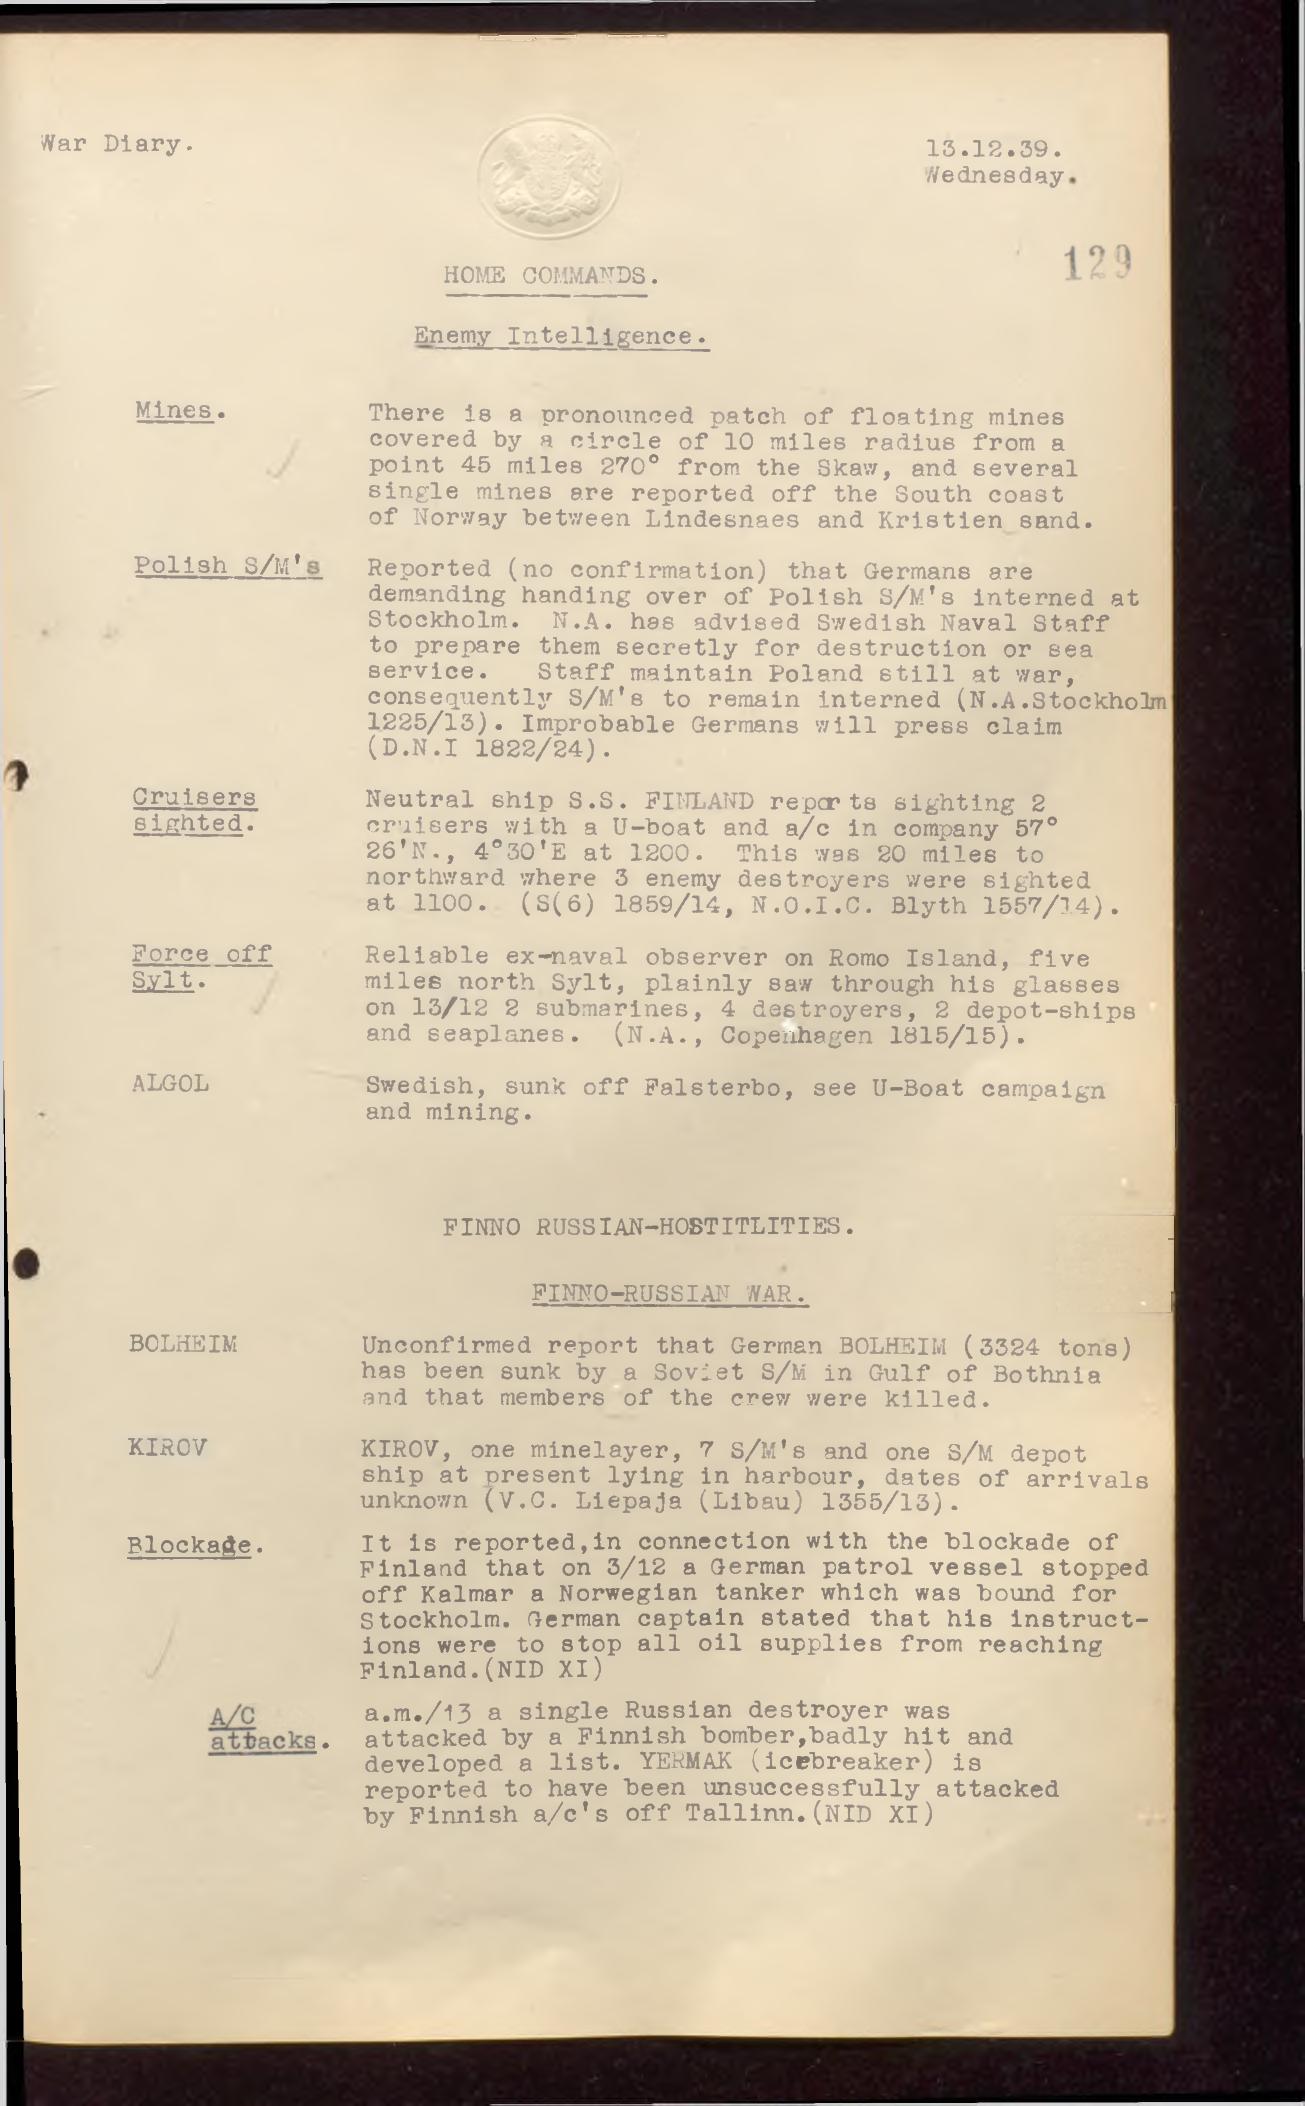 War Diary.
13.12.39.
Wednesday.
129
HOME COMMANDS.
Enemy Intelligence.
Mines.
There is a pronounced patch of floating mines
covered by a circle of 10 miles radius from a
point 45 miles 270° from the Skaw, and several
single mines are reported off the South coast
of Norway between Lindesnaes and Kristien sand.
Polish S/M's
Reported (no confirmation) that Germans are
demanding handing over of Polish S/M's interned at
Stockholm. N.A. has advised Swedish Naval Staff
to prepare them secretly for destruction or sea
service. Staff maintain Poland still at war,
consequently S/M's to remain interned (N.A.Stockholm
1225/13). Improbable Germans will press claim
(D.N.I 1822/24).
Cruisers
sighted.
Neutral ship S.S. FINLAND reports sighting 2
cruisers with a U-boat and a/c in company 57°
26'N., 4°30'E at 1200. This was 20 miles to
northward where 3 enemy destroyers were sighted
at 1100. (S(6) 1859/14, N.O.I.C. Blyth 1557/14).
Force off
Sylt.
Reliable ex-naval observer on Romo Island, five
miles north Sylt, plainly saw through his glasses
on 13/12 2 submarines, 4 destroyers, 2 depot-ships
and seaplanes. (N.A., Copenhagen 1815/15).
ALGOL
Swedish, sunk off Falsterbo, see U-Boat campaign
and mining.
FINNO RUSSIAN-HOSTITLITIES.
FINNO-RUSSIAN WAR.
BOLHEIM
Unconfirmed report that German BOLHEIM (3324 tons)
has been sunk by a Soviet S/M in Gulf of Bothnia
and that members of the crew were killed.
KIROV
KIROV, one minelayer, 7 S/M's and one S/M depot
ship at present lying in harbour, dates of arrivals
unknown (V.C. Liepaja (Libau) 1355/13).
Blockade.
It is reported,in connection with the blockade of
Finland that on 3/12 a German patrol vessel stopped
off Kalmar a Norwegian tanker which was bound for
Stockholm. German captain stated that his instruct-
ions were to stop all oil supplies from reaching
Finland.(NID XI)
A/C
attacks.
a.m./13 a single Russian destroyer was
attacked by a Finnish bomber,badly hit and
developed a list. YERMAK (icebreaker) is
reported to have been unsuccessfully attacked
by Finnish a/c's off Tallinn.(NID XI)